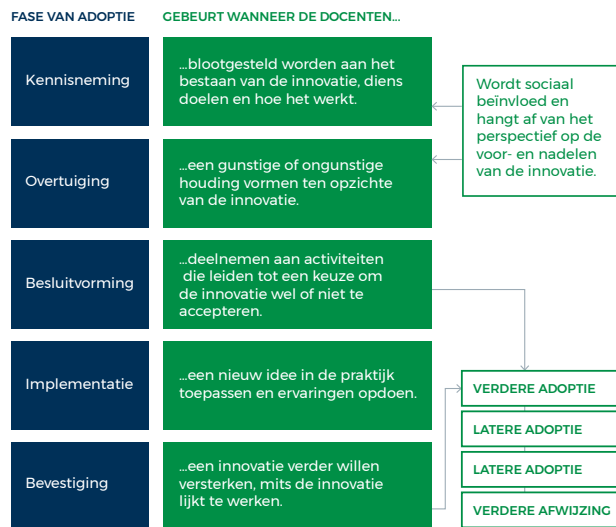 FASE VAN ADOPTIE
GEBEURT WANNEER DE DOCENTEN...
Kennisneming
...blootgesteld worden aan het
bestaan van de innovatie, diens
doelen en hoe het werkt.
Wordt sociaal
beïnvloed en
hangt af van het
perspectief op de
voor- en nadelen
van de innovatie.
Overtuiging
...een gunstige of ongunstige
houding vormen ten opzichte
van de innovatie.
Besluitvorming
...deelnemen aan activiteiten
die leiden tot een keuze om
de innovatie wel of niet te
accepteren.
Implementatie
...een nieuw idee in de praktijk
toepassen en ervaringen opdoen.
Bevestiging
...een innovatie verder willen
versterken, mits de innovatie
lijkt te werken.
VERDERE ADOPTIE
LATERE ADOPTIE
LATERE ADOPTIE
VERDERE AFWIJZING